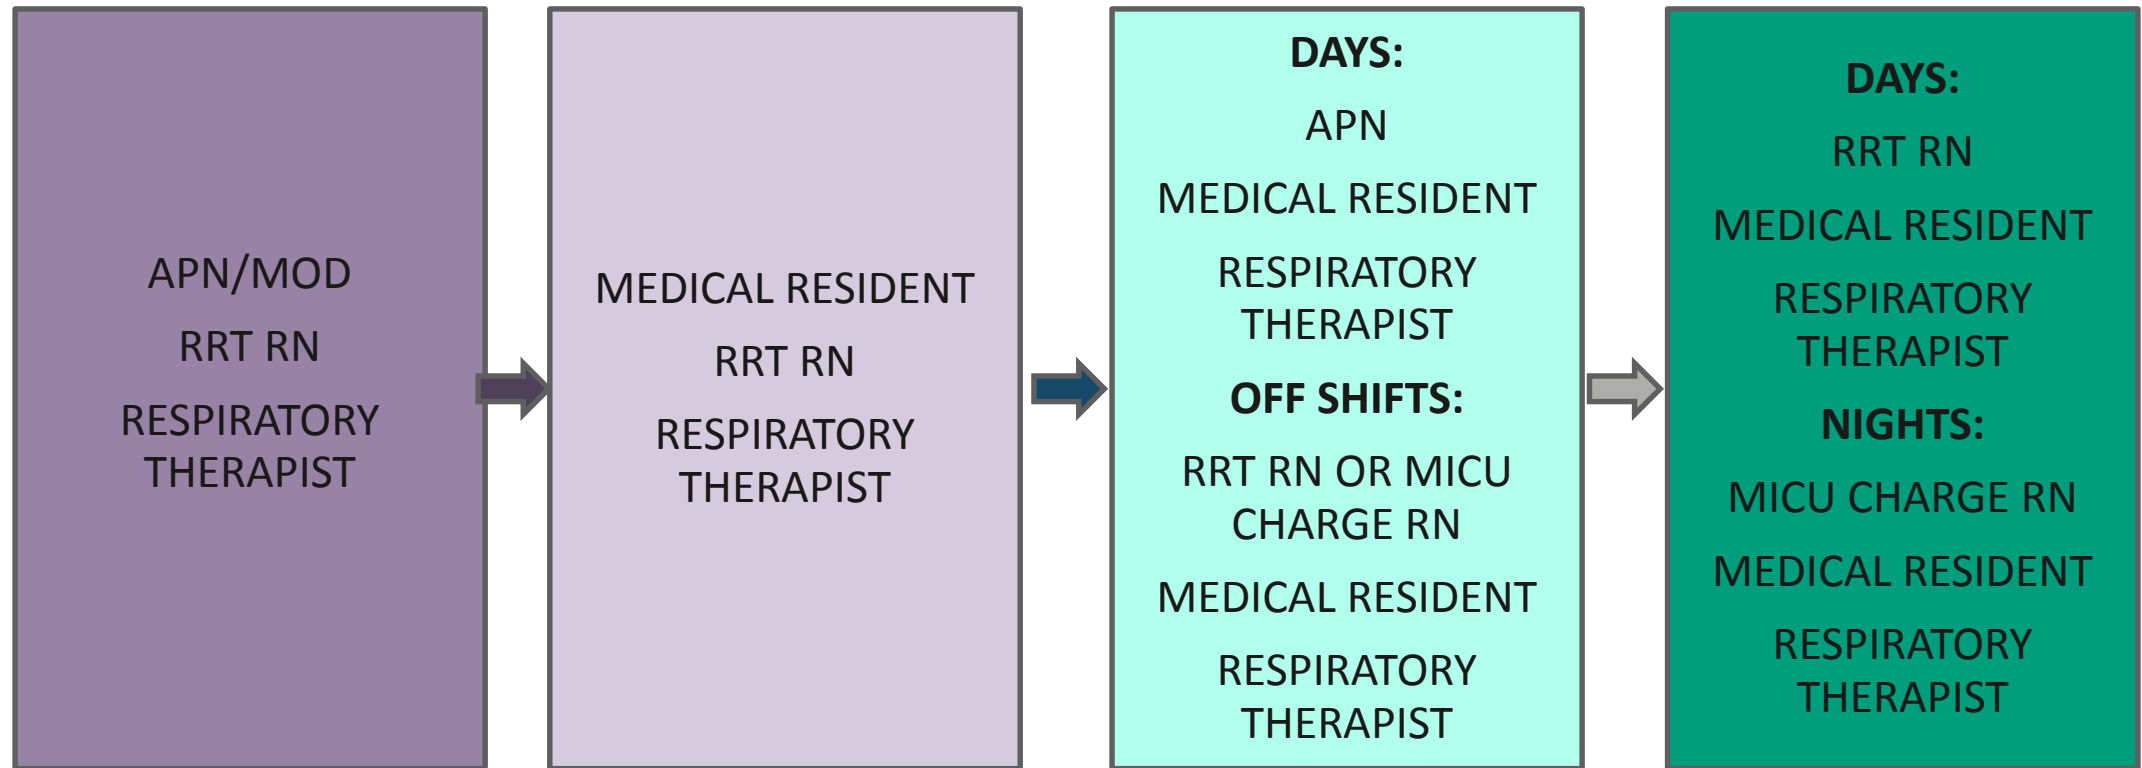 APN/MOD
RRT RN
RESPIRATORY
THERAPIST
MEDICAL RESIDENT
RRT RN
RESPIRATORY
THERAPIST
DAYS:
APN
MEDICAL RESIDENT
RESPIRATORY
THERAPIST
OFF SHIFTS:
RRT RN OR MICU
CHARGE RN
MEDICAL RESIDENT
RESPIRATORY
THERAPIST
DAYS:
RRT RN
MEDICAL RESIDENT
RESPIRATORY
THERAPIST
NIGHTS:
MICU CHARGE RN
MEDICAL RESIDENT
RESPIRATORY
THERAPIST